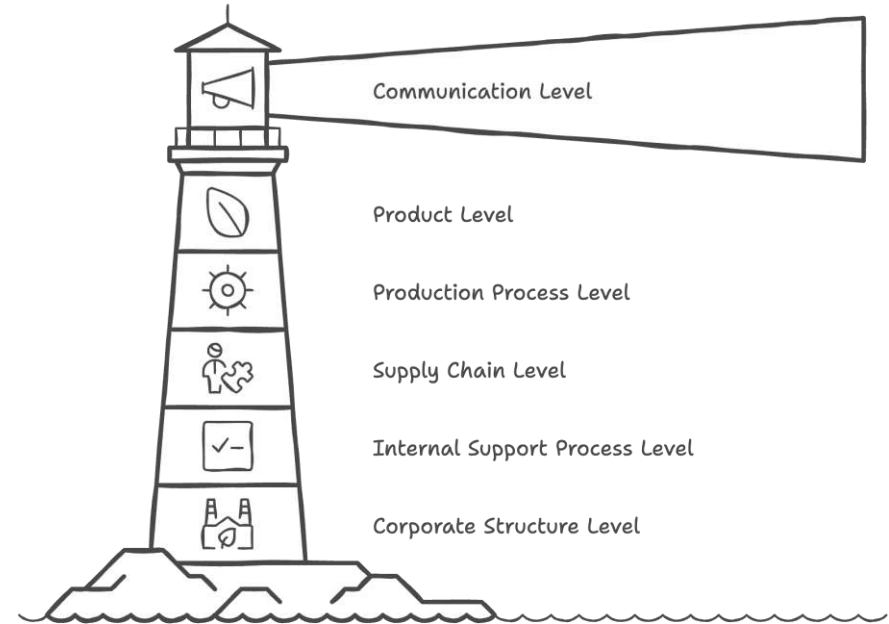 Communication Level
Product Level
Production Process Level
Supply Chain Level
Internal Support Process Level
Corporate Structure Level